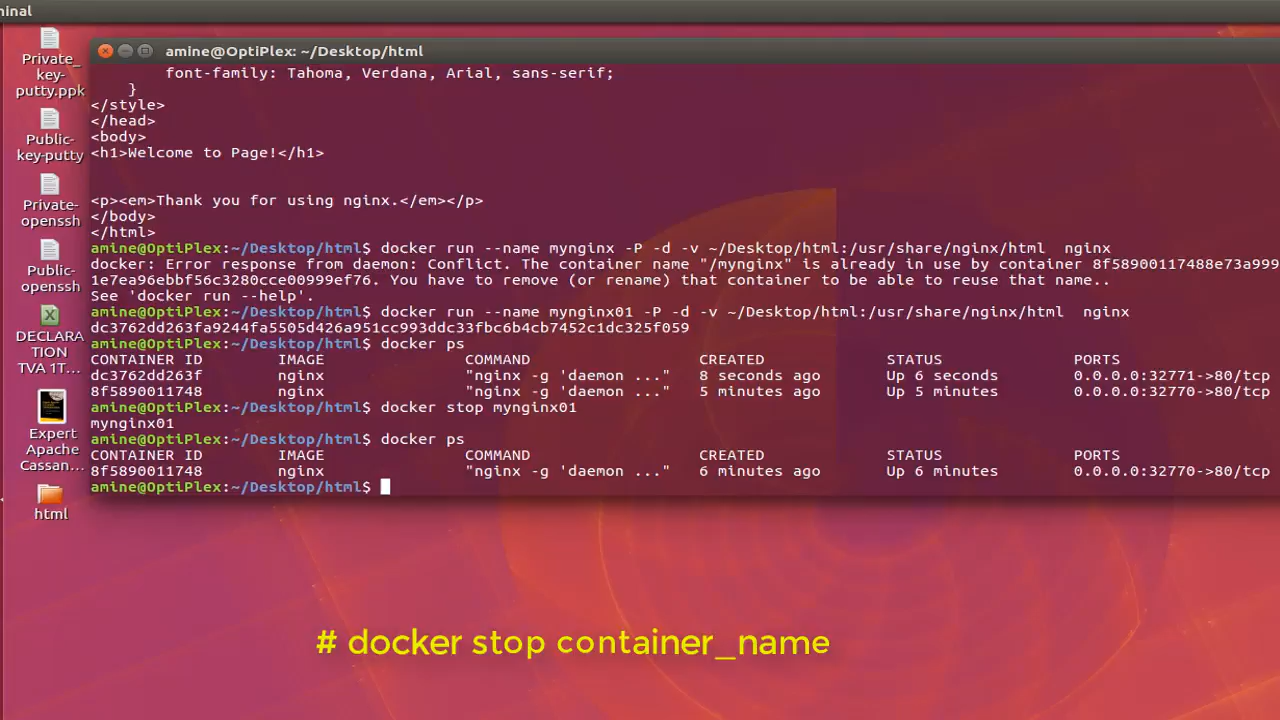 minal
Private_
key-
putty.ppk
Public-
key-putty
Private-
openssh
Public-
openssh
DECLARA
TION
TVA 1T...
Expert
Apache
Cassan...
html
amine@OptiPlex: ~/Desktop/html
font-family: Tahoma, Verdana, Arial, sans-serif;
}
</style>
</head>
<body>
<h1>Welcome to Page!</h1>
<p><em>Thank you for using nginx.</em></p>
</body>
</html>
amine@OptiPlex:~/Desktop/html$ docker run --name mynginx -P -d -v ~/Desktop/html:/usr/share/nginx/html  nginx
docker: Error response from daemon: Conflict. The container name "/mynginx" is already in use by container 8f58900117488e73a999
1e7ea96ebbf56c3280cce00999ef76. You have to remove (or rename) that container to be able to reuse that name..
See 'docker run --help'.
amine@OptiPlex:~/Desktop/html$ docker run --name mynginx01 -P -d -v ~/Desktop/html:/usr/share/nginx/html  nginx
dc3762dd263fa9244fa5505d426a951cc993ddc33fbc6b4cb7452c1dc325f059
amine@OptiPlex:~/Desktop/html$ docker ps
CONTAINER ID        IMAGE               COMMAND                  CREATED             STATUS              PORTS
dc3762dd263f        nginx               "nginx -g 'daemon ..."   8 seconds ago       Up 6 seconds        0.0.0.0:32771->80/tcp
8f5890011748        nginx               "nginx -g 'daemon ..."   5 minutes ago       Up 5 minutes        0.0.0.0:32770->80/tcp
amine@OptiPlex:~/Desktop/html$ docker stop mynginx01
mynginx01
amine@OptiPlex:~/Desktop/html$ docker ps
CONTAINER ID        IMAGE               COMMAND                  CREATED             STATUS              PORTS
8f5890011748        nginx               "nginx -g 'daemon ..."   6 minutes ago       Up 6 minutes        0.0.0.0:32770->80/tcp
amine@OptiPlex:~/Desktop/html$
# docker stop container_name